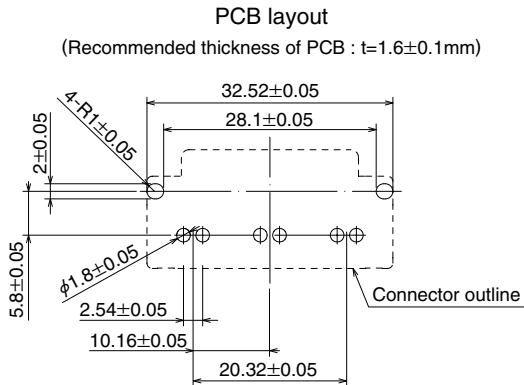 PCB layout
(Recommended thickness of PCB : t=1.6±0.1mm)
32.52±0.05
28.1±0.05
4-R1±0.05
2±0.05
5.8±0.05
ϕ1.8±0.05
2.54±0.05
10.16±0.05
20.32±0.05
Connector outline